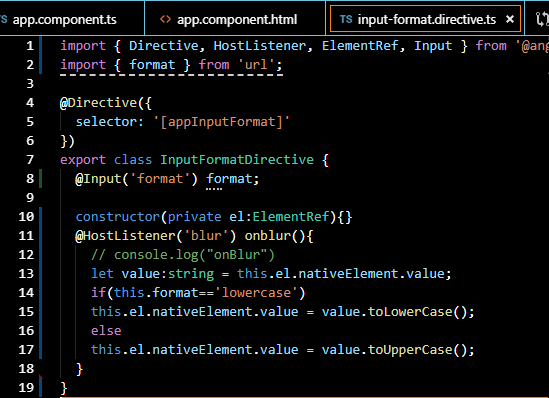 TS app.component.ts <> app.component.html TS input-format.directive.ts ×
1 import { Directive, HostListener, ElementRef, Input } from '@ang
2 import { format } from 'url';
3
4 @Directive({
5 selector: '[appInputFormat]'
6 })
7 export class InputFormatDirective {
8 @Input('format') format;
9
10 constructor(private el:ElementRef){}
11 @HostListener('blur') onblur(){
12 // console.log("onBlur")
13 let value:string = this.el.nativeElement.value;
14 if(this.format=='lowercase')
15 this.el.nativeElement.value = value.toLowerCase();
16 else
17 this.el.nativeElement.value = value.toUpperCase();
18 }
19 }